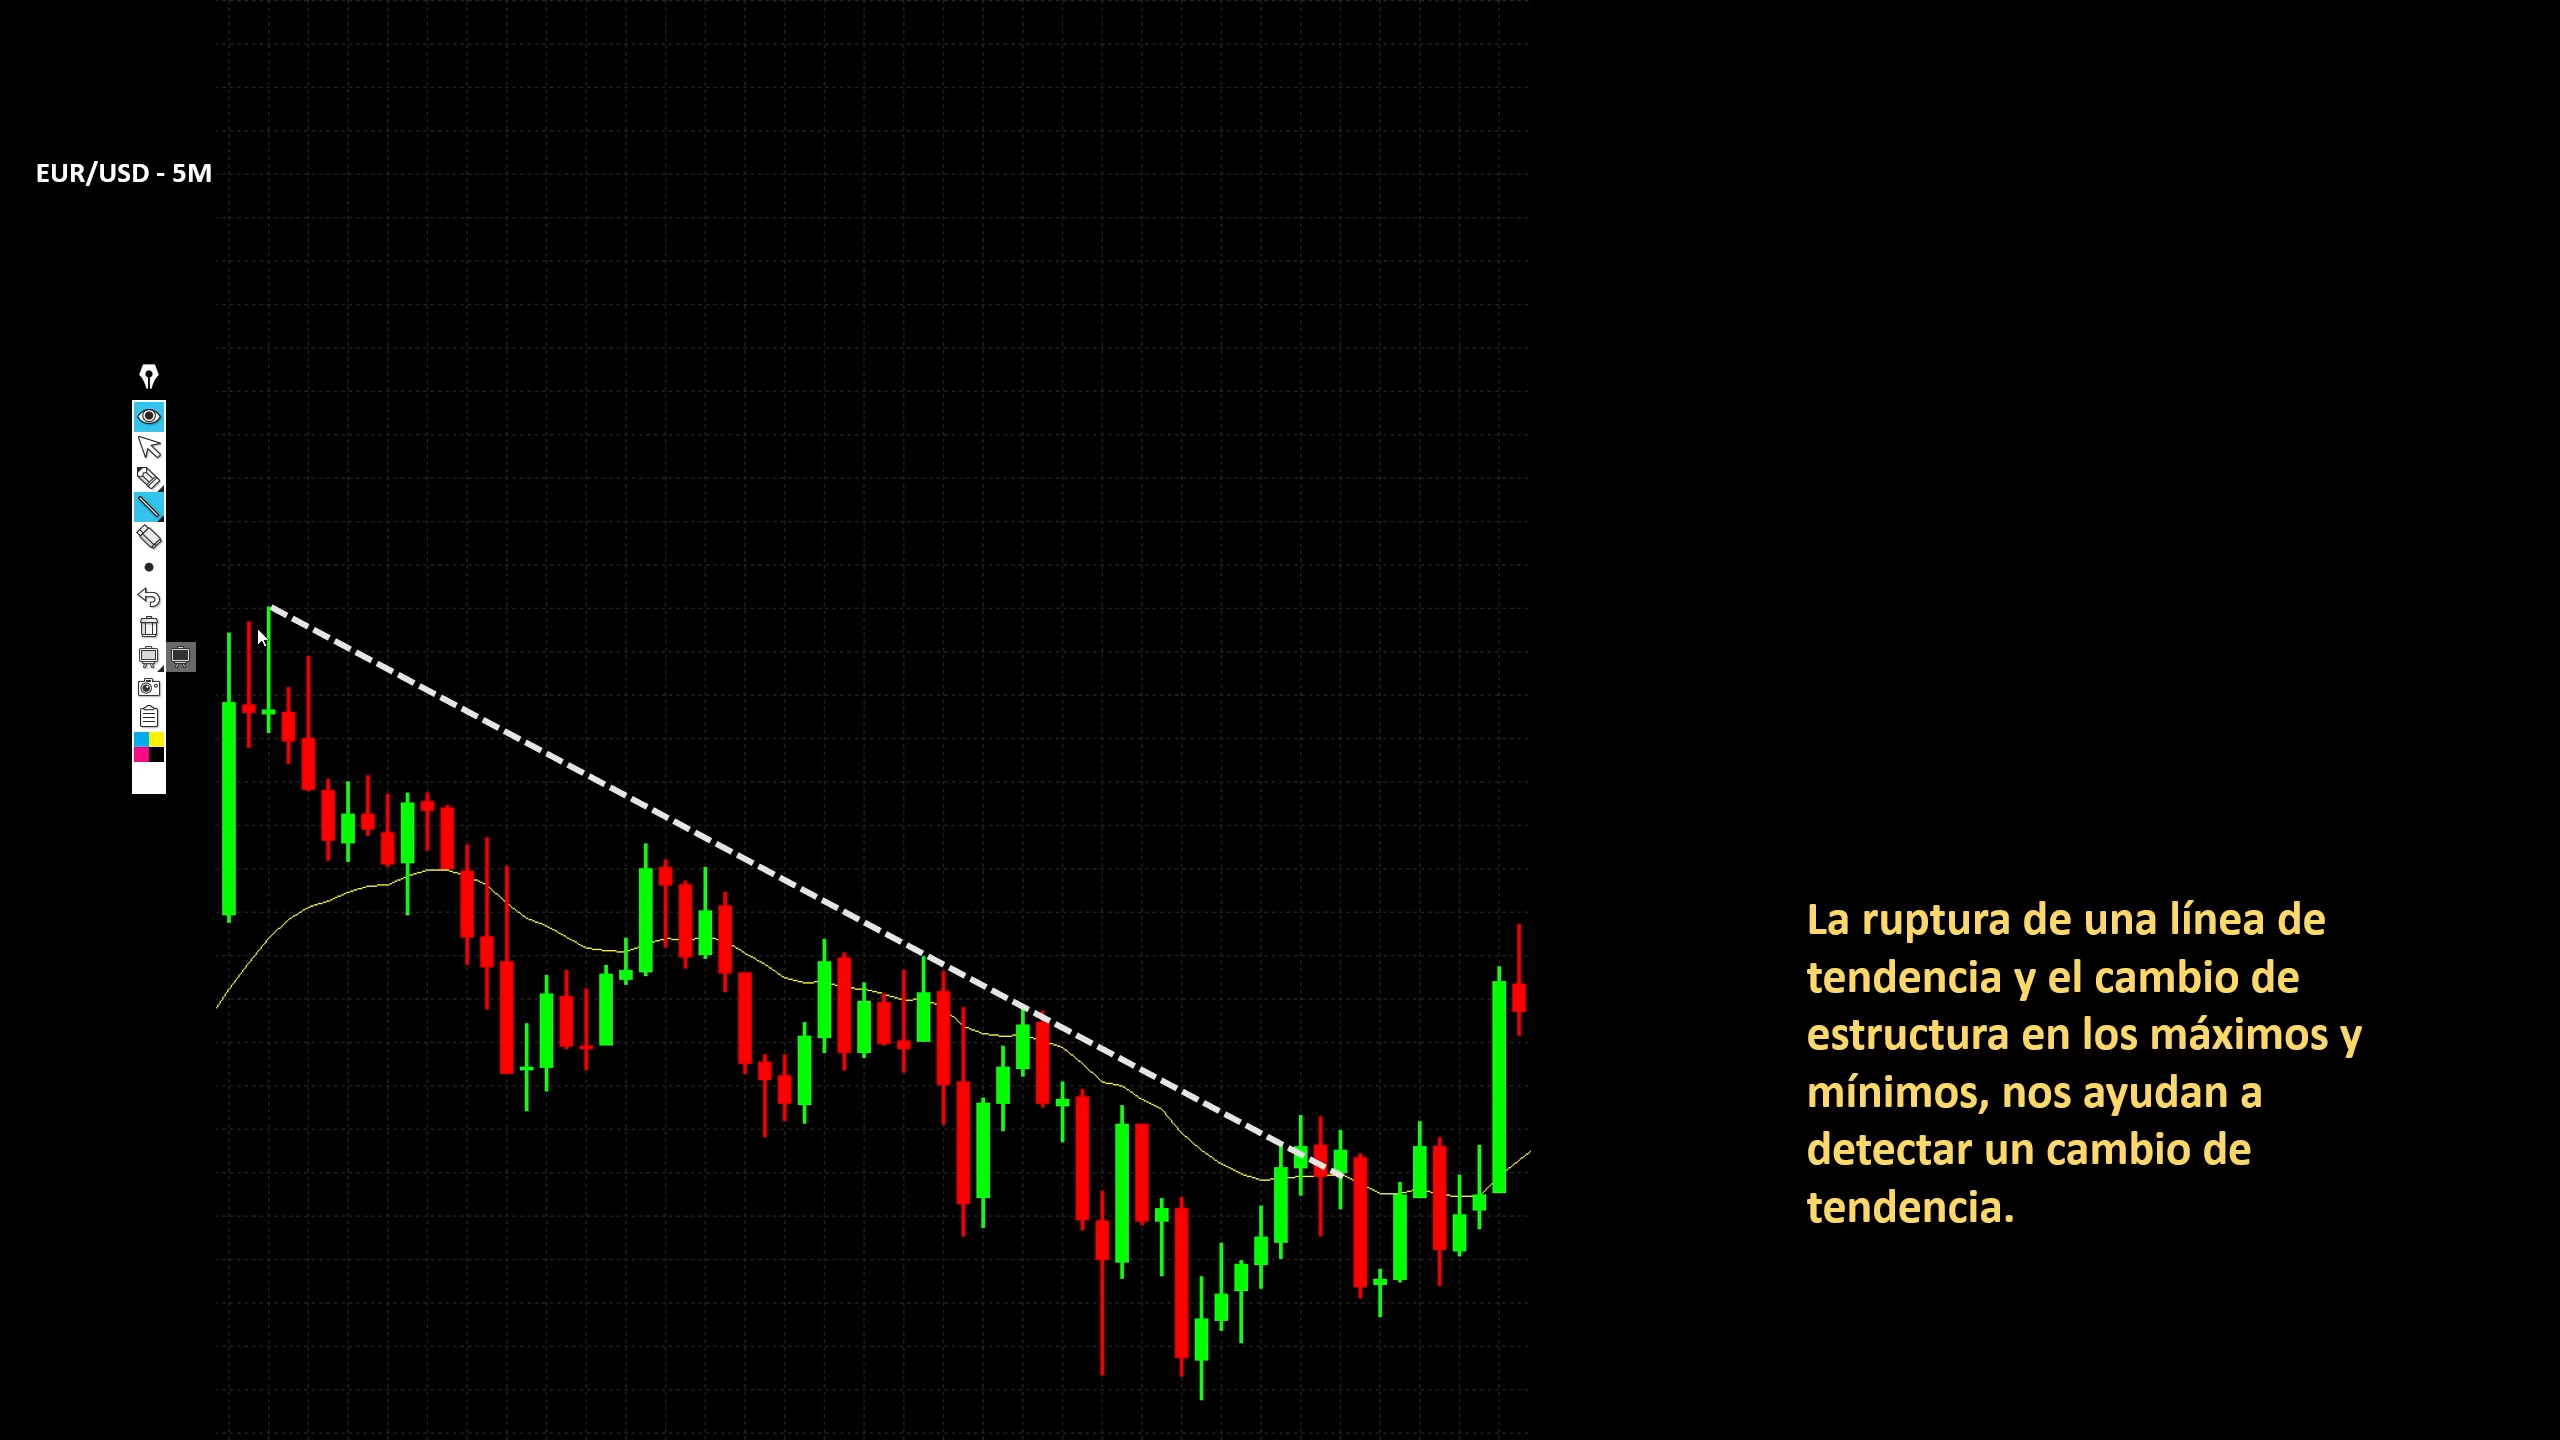 EUR/USD - 5M
La ruptura de una línea de
tendencia y el cambio de
estructura en los máximos y
mínimos, nos ayudan a
detectar un cambio de
tendencia.